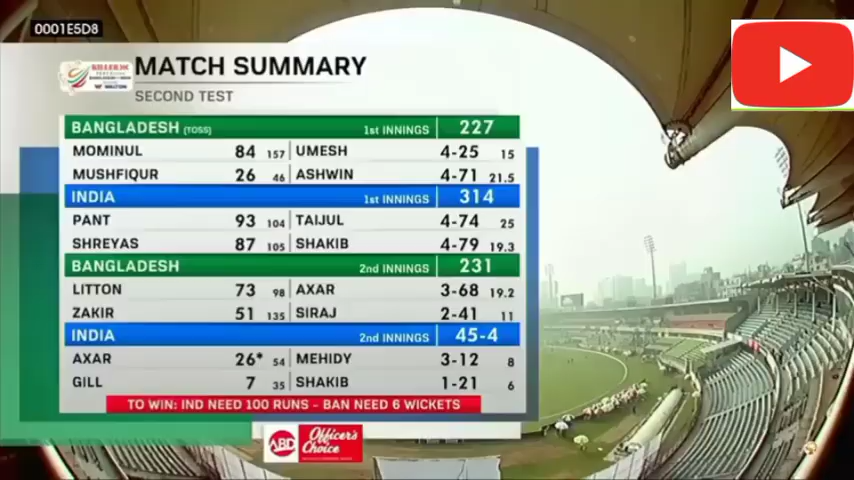 0001E5D8
MATCH SUMMARY
SECOND TEST
BANGLADESH (TOSS) 1st INNINGS 227
MOMINUL 84 157 UMESH 4-25 15
MUSHFIQUR 26 46 ASHWIN 4-71 21.5
INDIA 1st INNINGS 314
PANT 93 104 TAIJUL 4-74 25
SHREYAS 87 105 SHAKIB 4-79 19.3
BANGLADESH 2nd INNINGS 231
LITTON 73 98 AXAR 3-68 19.2
ZAKIR 51 135 SIRAJ 2-41 11
INDIA 2nd INNINGS 45-4
AXAR 26* 54 MEHIDY 3-12 8
GILL 7 35 SHAKIB 1-21 6
TO WIN: IND NEED 100 RUNS - BAN NEED 6 WICKETS
ABD Officer's Choice